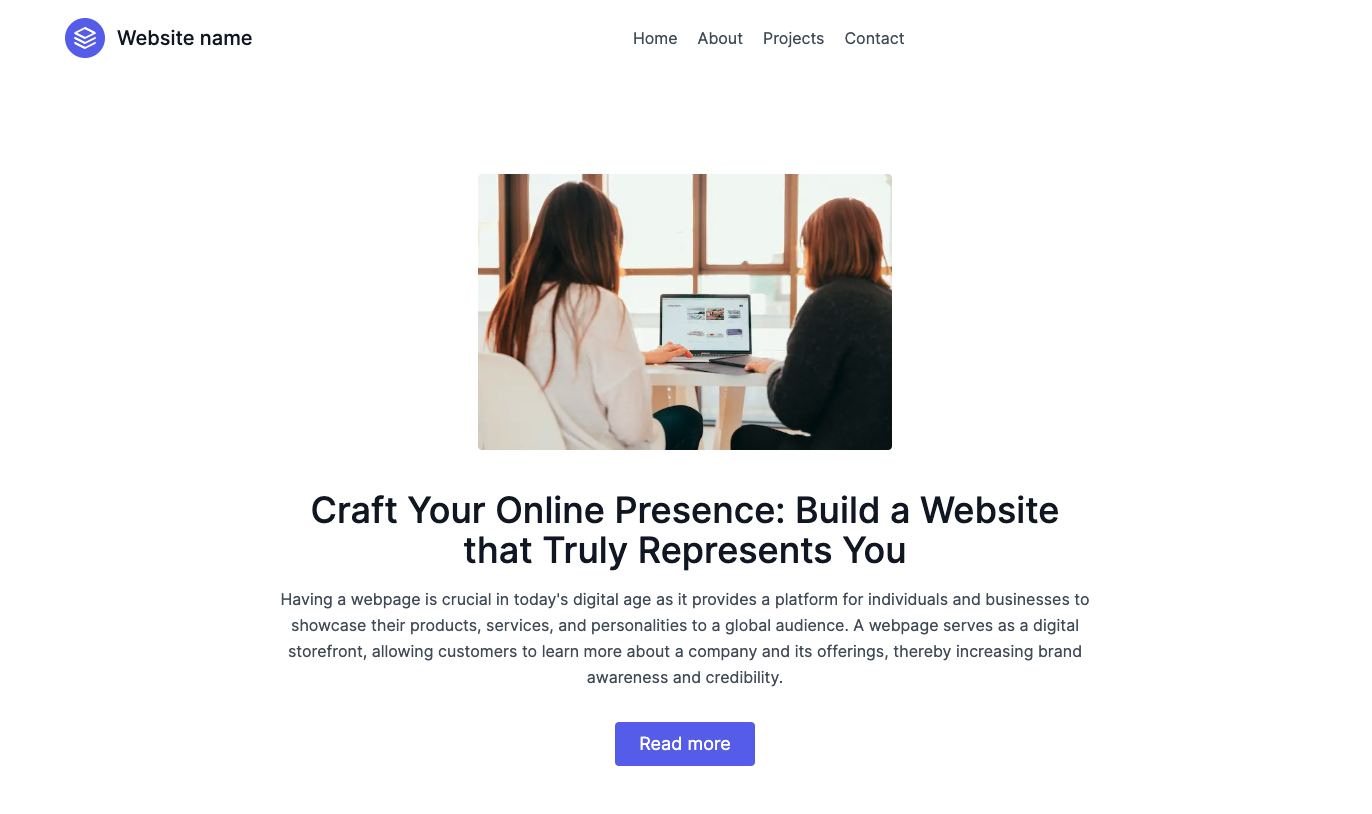 Website name
Home About Projects Contact
Craft Your Online Presence: Build a Website
that Truly Represents You
Having a webpage is crucial in today's digital age as it provides a platform for individuals and businesses to
showcase their products, services, and personalities to a global audience. A webpage serves as a digital
storefront, allowing customers to learn more about a company and its offerings, thereby increasing brand
awareness and credibility.
Read more